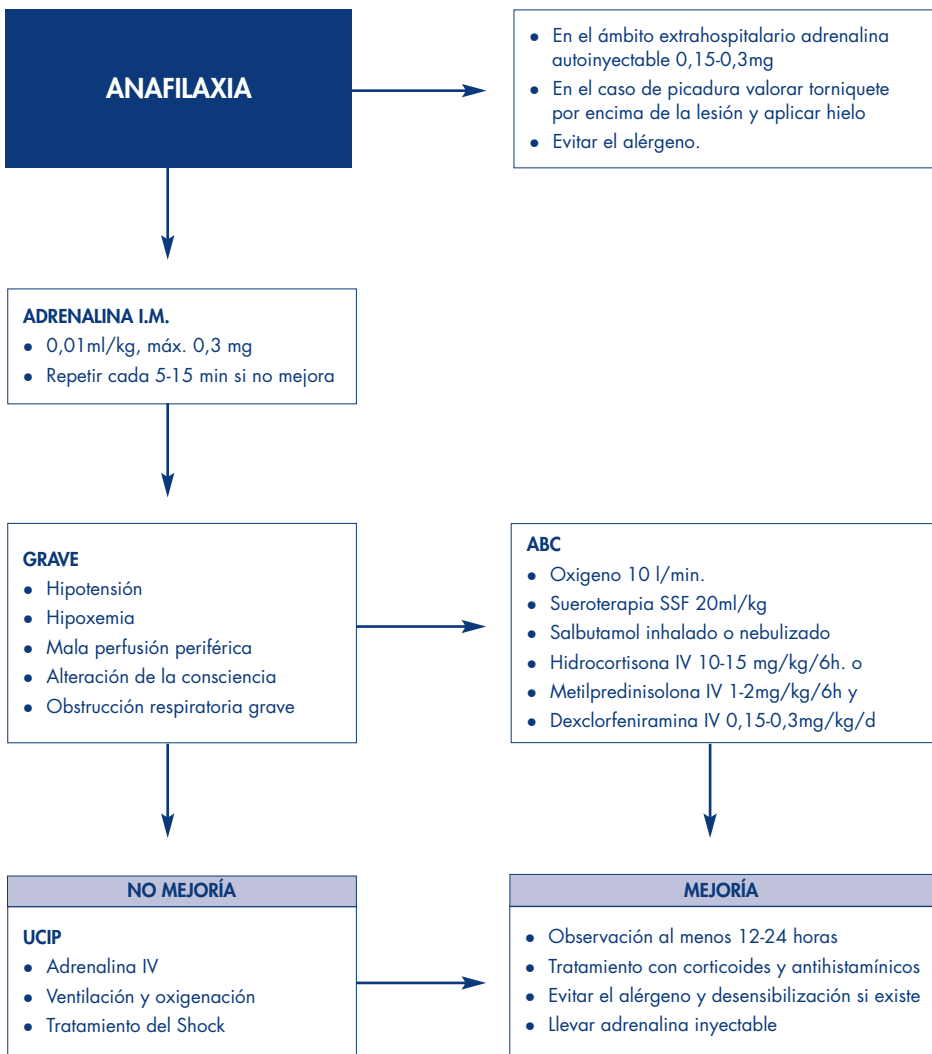 ANAFILAXIA
● En el ámbito extrahospitalario adrenalina
autoinyectable 0,15-0,3mg
● En el caso de picadura valorar torniquete
por encima de la lesión y aplicar hielo
● Evitar el alérgeno.
ADRENALINA I.M.
● 0,01ml/kg, máx. 0,3 mg
● Repetir cada 5-15 min si no mejora
GRAVE
● Hipotensión
● Hipoxemia
● Mala perfusión periférica
● Alteración de la consciencia
● Obstrucción respiratoria grave
ABC
● Oxigeno 10 l/min.
● Sueroterapia SSF 20ml/kg
● Salbutamol inhalado o nebulizado
● Hidrocortisona IV 10-15 mg/kg/6h. o
● Metilpredinisolona IV 1-2mg/kg/6h y
● Dexclorfeniramina IV 0,15-0,3mg/kg/d
NO MEJORÍA
UCIP
● Adrenalina IV
● Ventilación y oxigenación
● Tratamiento del Shock
MEJORÍA
● Observación al menos 12-24 horas
● Tratamiento con corticoides y antihistamínicos
● Evitar el alérgeno y desensibilización si existe
● Llevar adrenalina inyectable